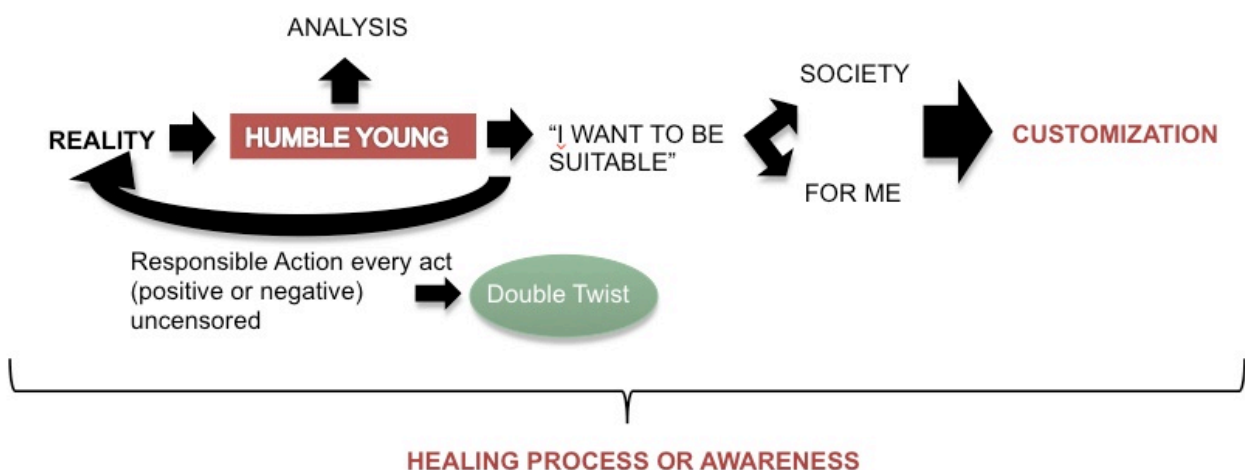 ANALYSIS
REALITY
HUMBLE YOUNG
“I WANT TO BE
SUITABLE”
SOCIETY
FOR ME
CUSTOMIZATION
Responsible Action every act
(positive or negative)
uncensored
Double Twist
HEALING PROCESS OR AWARENESS